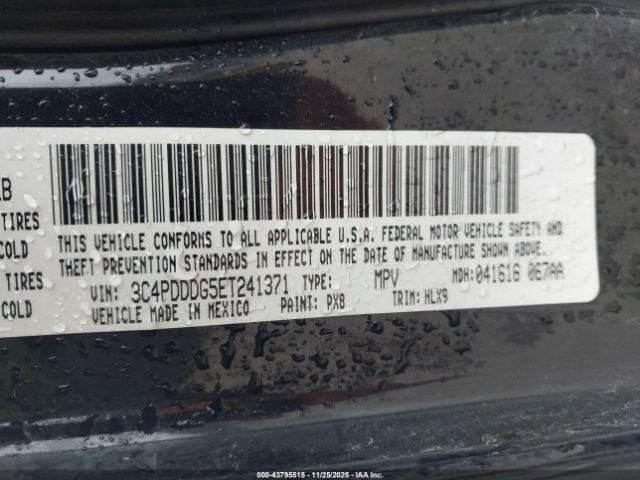 LB
TIRES
COLD
TIRES
COLD
THIS VEHICLE CONFORMS TO ALL APPLICABLE U.S.A. FEDERAL MOTOR VEHICLE SAFETY AND
THEFT PREVENTION STANDARDS IN EFFECT ON THE DATE OF MANUFACTURE SHOWN ABOVE.
VIN: 3C4PDDDG5ET241371 TYPE: MPV MDH:041616 067AA
VEHICLE MADE IN MEXICO PAINT: PX8 TRIM: HLX9
000-43795515 - 11/25/2025 - IAA Inc.